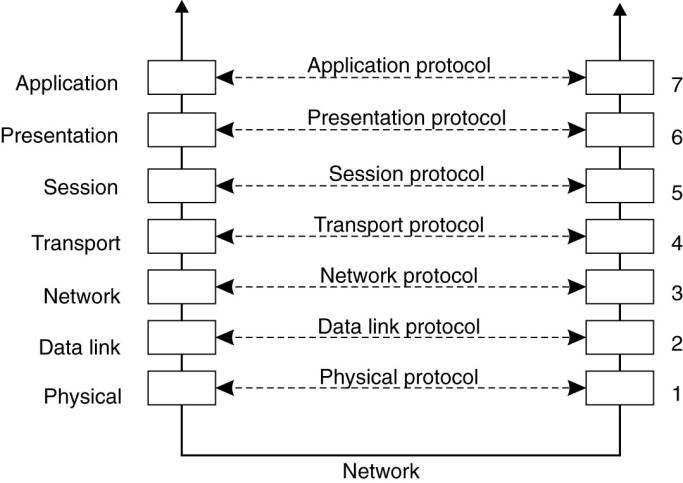 Application protocol
Application
7
Presentation protocol
Presentation
6
Session protocol
Session
5
Transport protocol
Transport
4
Network protocol
Network
3
Data link protocol
Data link
2
Physical protocol
Physical
1
Network